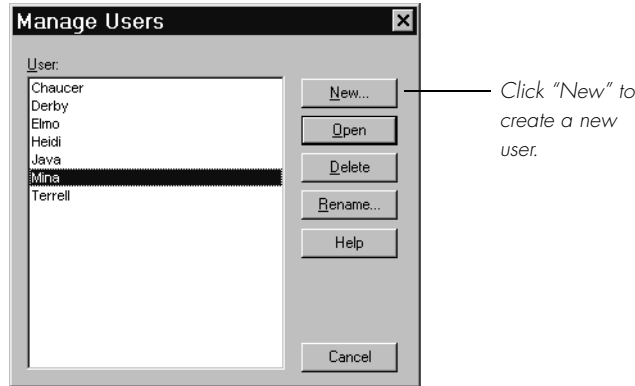 Manage Users
User:
Chaucer
Derby
Elmo
Heidi
Java
Mina
Terrell
New...
Open
Delete
Rename...
Help
Cancel
Click “New” to
create a new
user.